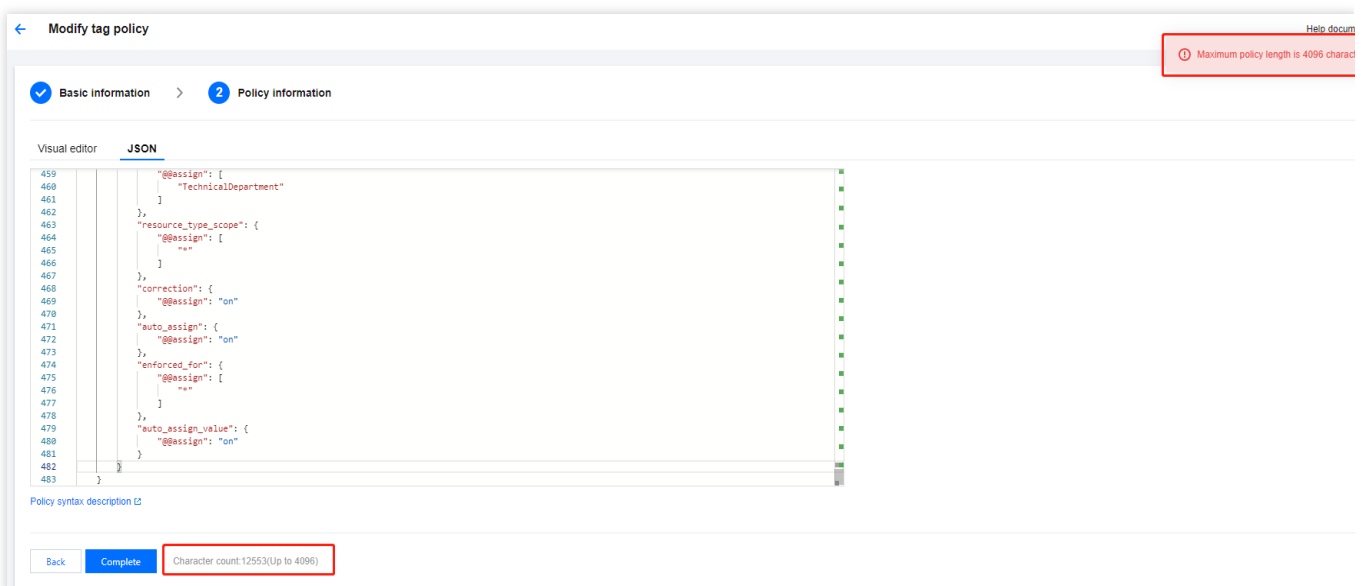 Modify tag policy
Help docum
Maximum policy length is 4096 charact
Basic information
2 Policy information
Visual editor JSON
459 "@@assign": [
460 "TechnicalDepartment"
461 ]
462 },
463 "resource_type_scope": {
464 "@@assign": [
465 "*"
466 ]
467 },
468 "correction": {
469 "@@assign": "on"
470 },
471 "auto_assign": {
472 "@@assign": "on"
473 },
474 "enforced_for": {
475 "@@assign": [
476 "*"
477 ]
478 },
479 "auto_assign_value": {
480 "@@assign": "on"
481 }
482 }
483 }
Policy syntax description
Back Complete Character count:12553(Up to 4096)